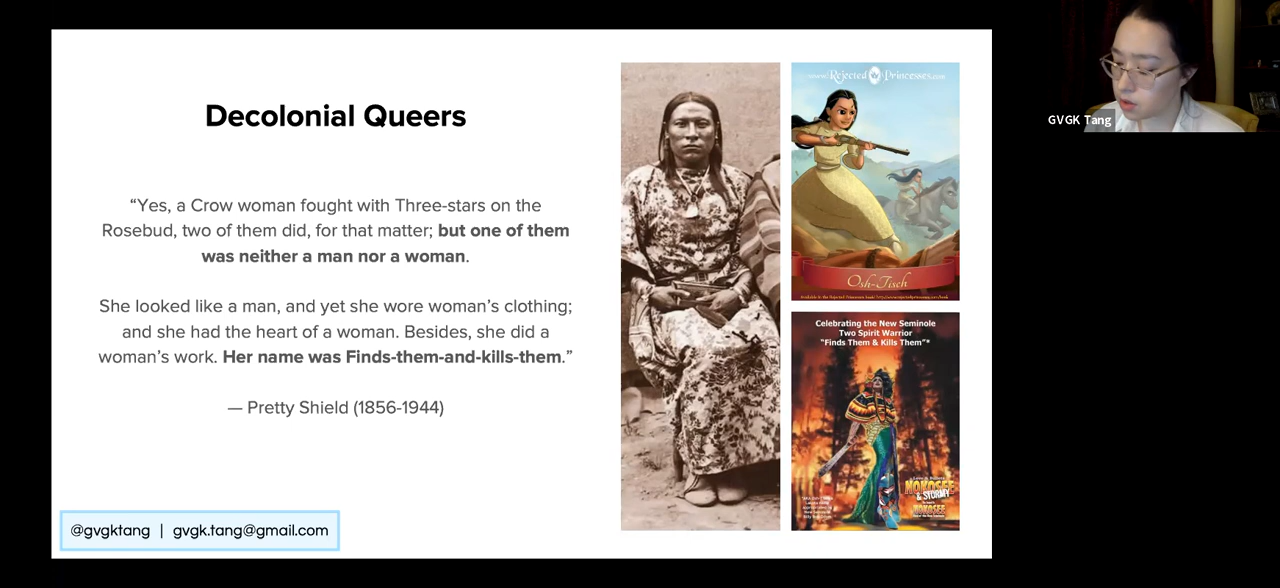 Decolonial Queers
“Yes, a Crow woman fought with Three-stars on the
Rosebud, two of them did, for that matter; but one of them
was neither a man nor a woman.
She looked like a man, and yet she wore woman’s clothing;
and she had the heart of a woman. Besides, she did a
woman’s work. Her name was Finds-them-and-kills-them.”
— Pretty Shield (1856-1944)
@gvgktang | gvgk.tang@gmail.com
Rejected Princesses.com
Osh-Tisch
Celebrating the New Seminole
Two Spirit Warrior
“Finds Them & Kills Them”*
NOKOSEE
& STORMY
NOKOSEE
GVGK Tang